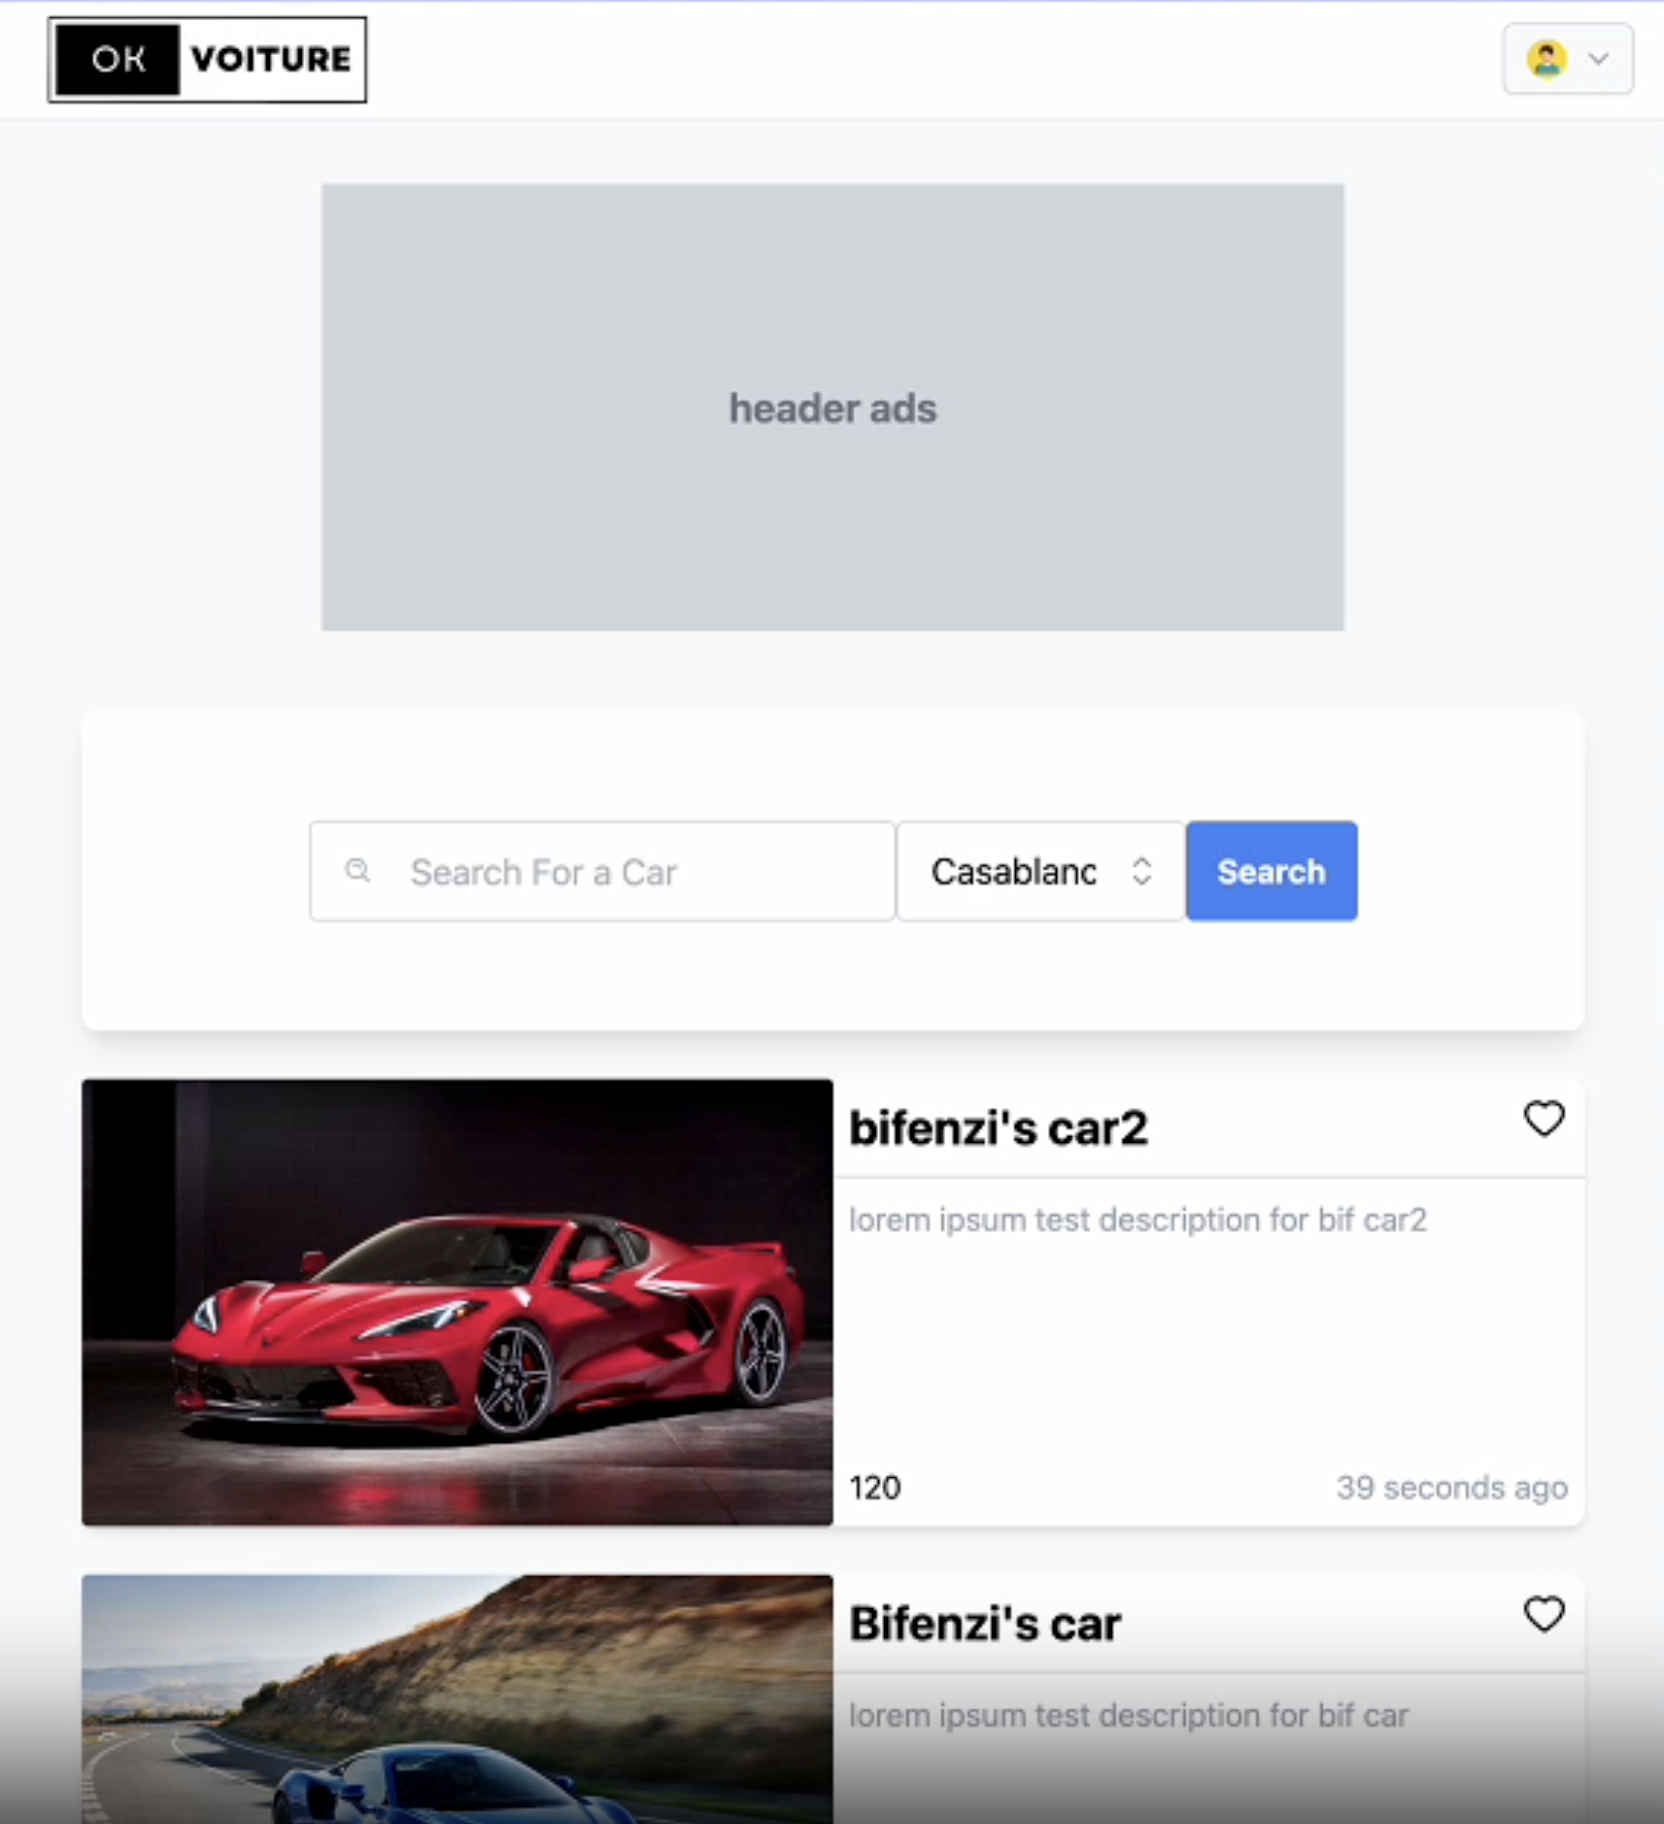 OK VOITURE
header ads
Search For a Car
Casablanc
Search
bifenzi's car2
lorem ipsum test description for bif car2
120
39 seconds ago
Bifenzi's car
lorem ipsum test description for bif car